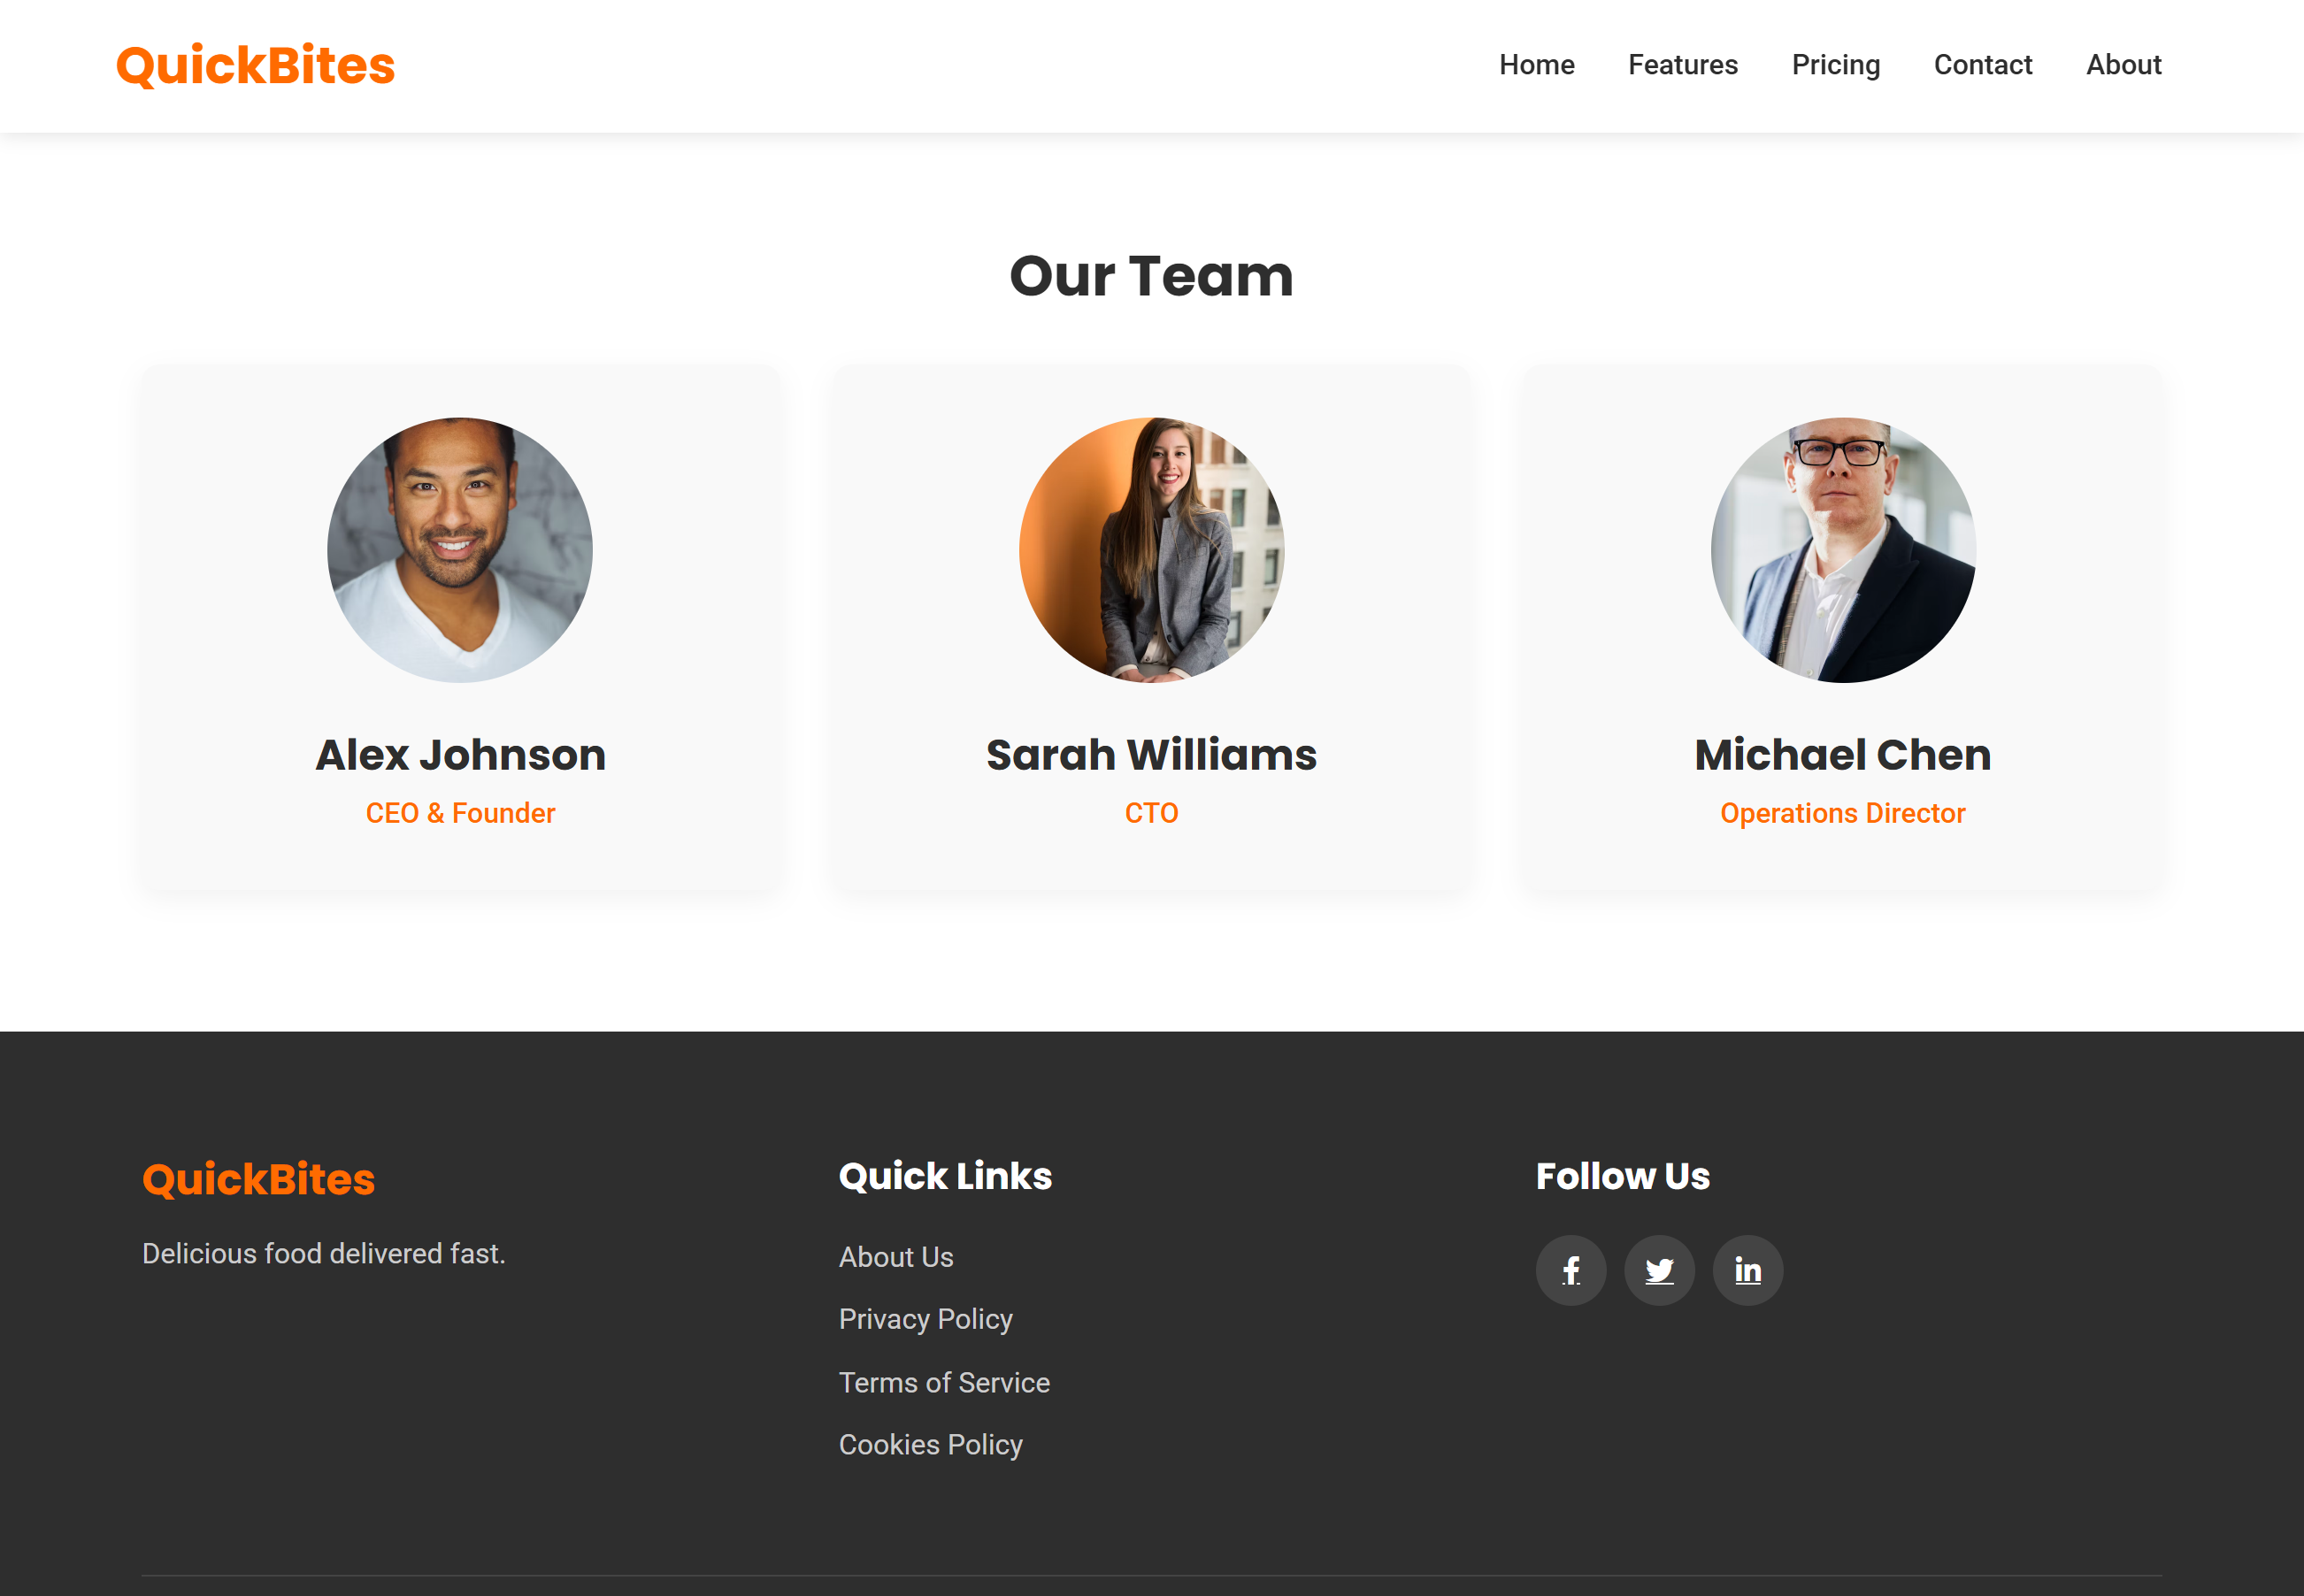 QuickBites
Home Features Pricing Contact About
Our Team
Alex Johnson
CEO & Founder
Sarah Williams
CTO
Michael Chen
Operations Director
QuickBites
Delicious food delivered fast.
Quick Links
About Us
Privacy Policy
Terms of Service
Cookies Policy
Follow Us